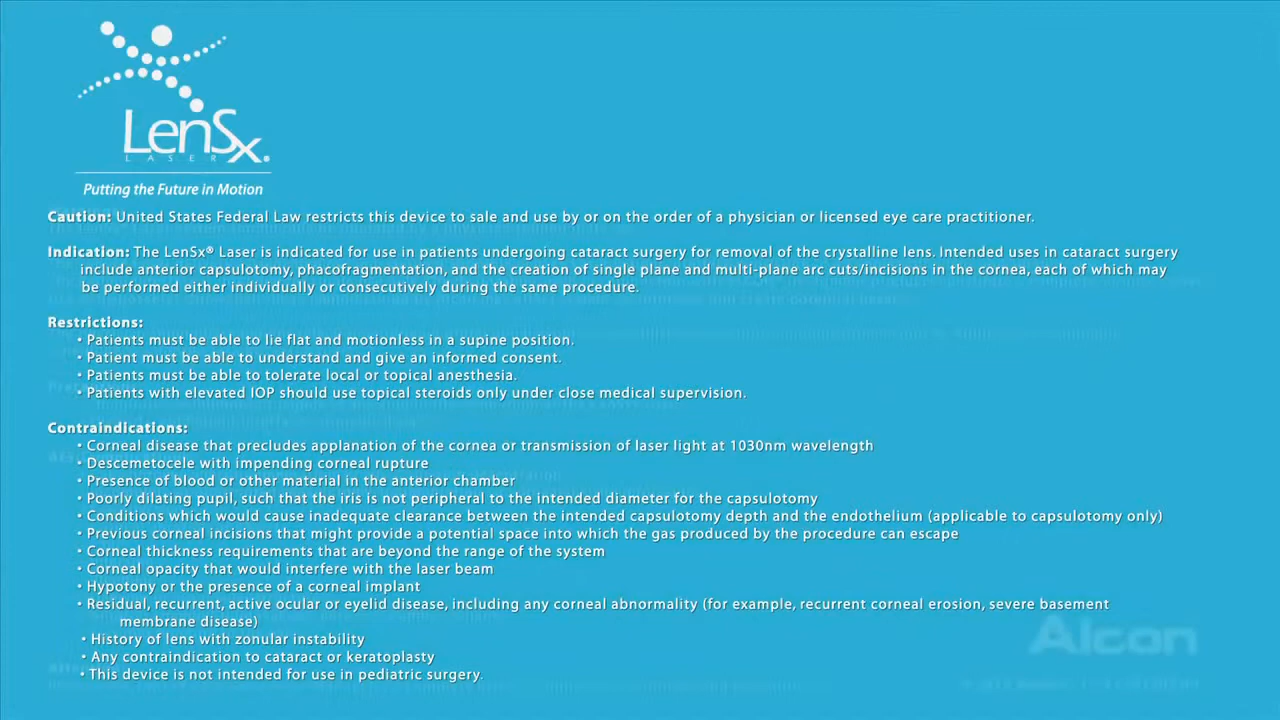 LenSx®
LASER
Putting the Future in Motion
Caution: United States Federal Law restricts this device to sale and use by or on the order of a physician or licensed eye care practitioner.
Indication: The LenSx® Laser is indicated for use in patients undergoing cataract surgery for removal of the crystalline lens. Intended uses in cataract surgery
include anterior capsulotomy, phacofragmentation, and the creation of single plane and multi-plane arc cuts/incisions in the cornea, each of which may
be performed either individually or consecutively during the same procedure.
Restrictions:
• Patients must be able to lie flat and motionless in a supine position.
• Patient must be able to understand and give an informed consent.
• Patients must be able to tolerate local or topical anesthesia.
• Patients with elevated IOP should use topical steroids only under close medical supervision.
Contraindications:
• Corneal disease that precludes applanation of the cornea or transmission of laser light at 1030nm wavelength
• Descemetocele with impending corneal rupture
• Presence of blood or other material in the anterior chamber
• Poorly dilating pupil, such that the iris is not peripheral to the intended diameter for the capsulotomy
• Conditions which would cause inadequate clearance between the intended capsulotomy depth and the endothelium (applicable to capsulotomy only)
• Previous corneal incisions that might provide a potential space into which the gas produced by the procedure can escape
• Corneal thickness requirements that are beyond the range of the system
• Corneal opacity that would interfere with the laser beam
• Hypotony or the presence of a corneal implant
• Residual, recurrent, active ocular or eyelid disease, including any corneal abnormality (for example, recurrent corneal erosion, severe basement
membrane disease)
• History of lens with zonular instability
• Any contraindication to cataract or keratoplasty
• This device is not intended for use in pediatric surgery.
Alcon